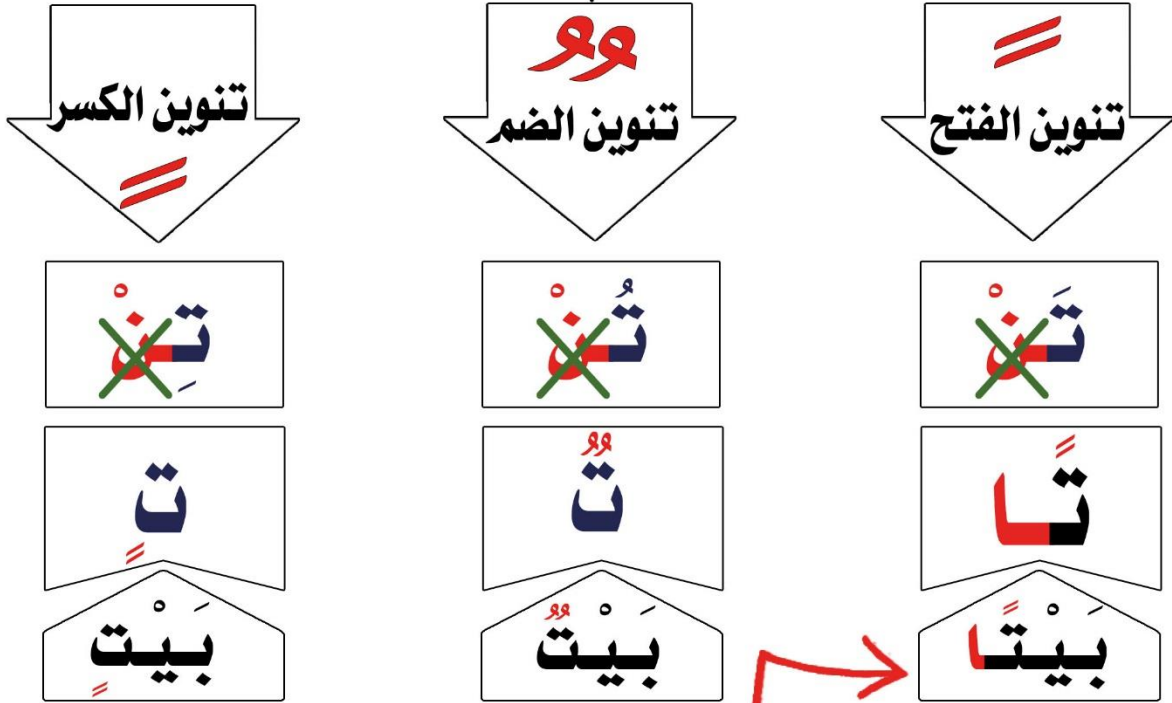 تنوين الفتح
تنوين الضم
تنوين الكسر
تَنْ
تُنْ
تِنْ
تًا
تٌ
تٍ
بَيْتًا
بَيْتٌ
بَيْتٍ